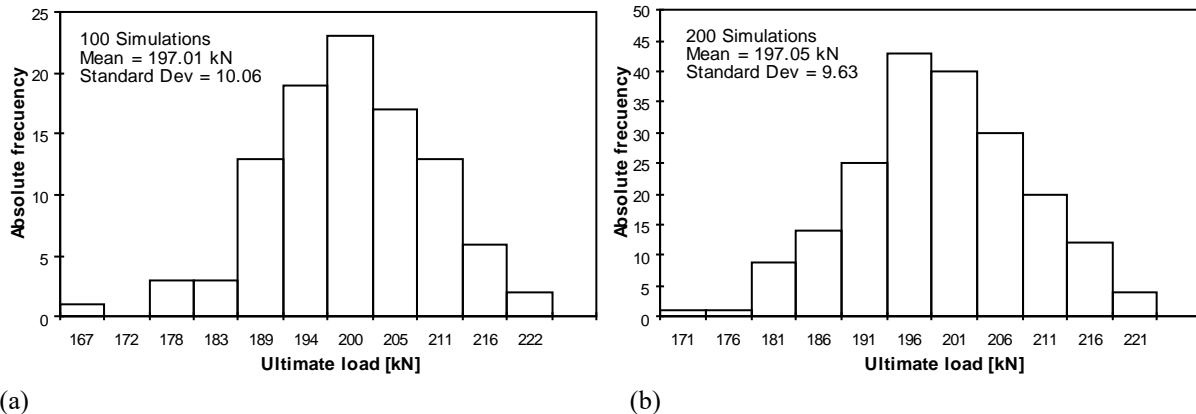 25
20
15
10
5
0
Absolute frecuency
100 Simulations
Mean = 197.01 kN
Standard Dev = 10.06
167 172 178 183 189 194 200 205 211 216 222
Ultimate load [kN]
(a)
50
45
40
35
30
25
20
15
10
5
0
Absolute frecuency
200 Simulations
Mean = 197.05 kN
Standard Dev = 9.63
171 176 181 186 191 196 201 206 211 216 221
Ultimate load [kN]
(b)